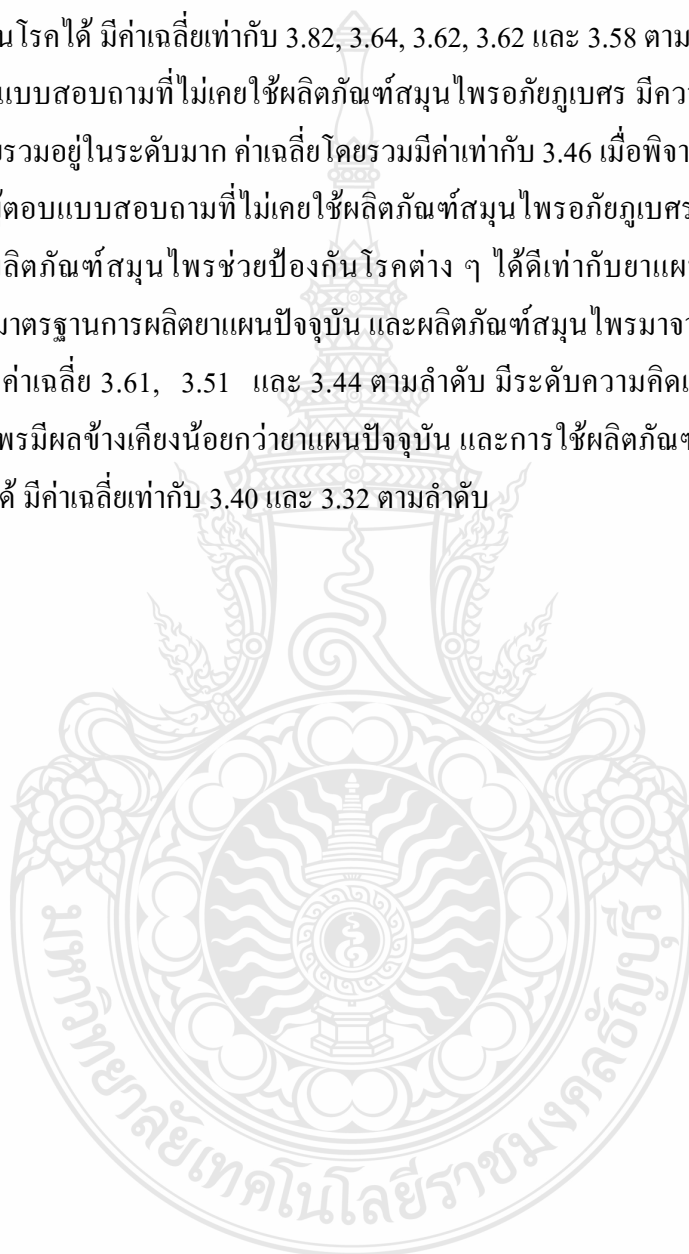 นโรคได้ มีค่าเฉลี่ยเท่ากับ 3.82, 3.64, 3.62, 3.62 และ 3.58 ตาม
แบบสอบถามที่ไม่เคยใช้ผลิตภัณฑ์สมุนไพรอภัยภูเบศร มีควา
ยรวมอยู่ในระดับมาก ค่าเฉลี่ยโดยรวมมีค่าเท่ากับ 3.46 เมื่อพิจา
ผู้ตอบแบบสอบถามที่ไม่เคยใช้ผลิตภัณฑ์สมุนไพรอภัยภูเบศร
ผลิตภัณฑ์สมุนไพรช่วยป้องกันโรคต่าง ๆ ได้ดีเท่ากับยาแผน
มาตรฐานการผลิตยาแผนปัจจุบัน และผลิตภัณฑ์สมุนไพรมาจา
ค่าเฉลี่ย 3.61, 3.51 และ 3.44 ตามลำดับ มีระดับความคิดเ
พรมีผลข้างเคียงน้อยกว่ายาแผนปัจจุบัน และการใช้ผลิตภัณฑ
ด้ มีค่าเฉลี่ยเท่ากับ 3.40 และ 3.32 ตามลำดับ
มหาวิทยาลัยเทคโนโลยีราชมงคลธัญบุรี